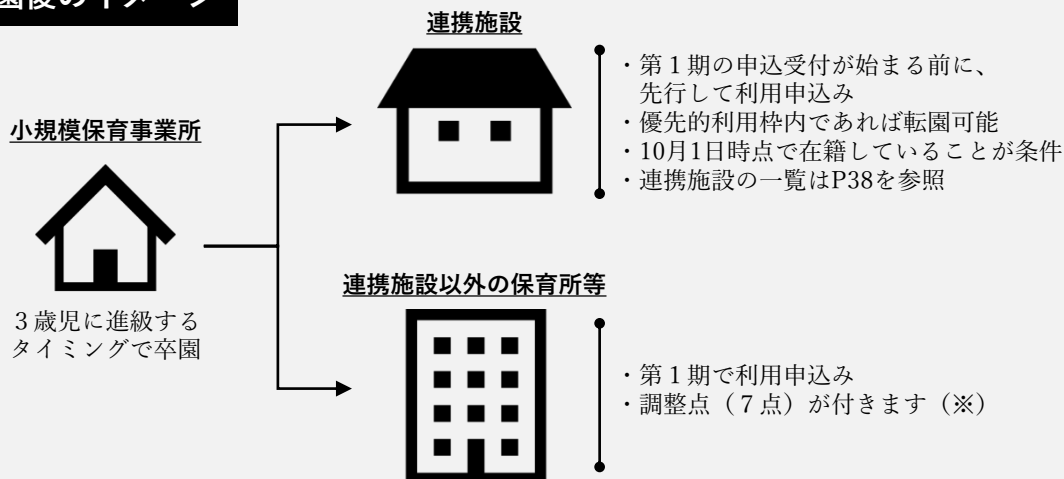 園後のイメージ
連携施設
・第１期の申込受付が始まる前に、
先行して利用申込み
・優先的利用枠内であれば転園可能
・10月1日時点で在籍していることが条件
・連携施設の一覧はP38を参照
小規模保育事業所
３歳児に進級する
タイミングで卒園
連携施設以外の保育所等
・第１期で利用申込み
・調整点（７点）が付きます（※）